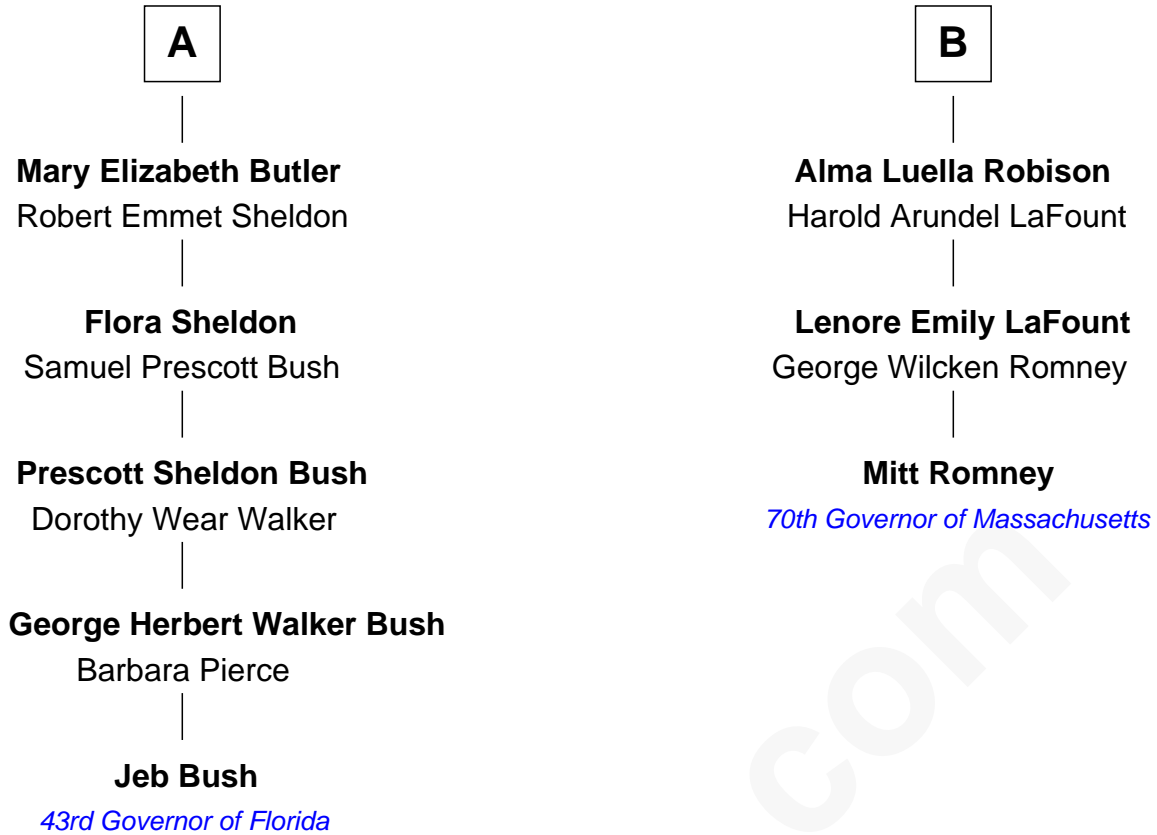 A
Mary Elizabeth Butler
Robert Emmet Sheldon
Flora Sheldon
Samuel Prescott Bush
Prescott Sheldon Bush
Dorothy Wear Walker
George Herbert Walker Bush
Barbara Pierce
Jeb Bush
43rd Governor of Florida
B
Alma Luella Robison
Harold Arundel LaFount
Lenore Emily LaFount
George Wilcken Romney
Mitt Romney
70th Governor of Massachusetts
com